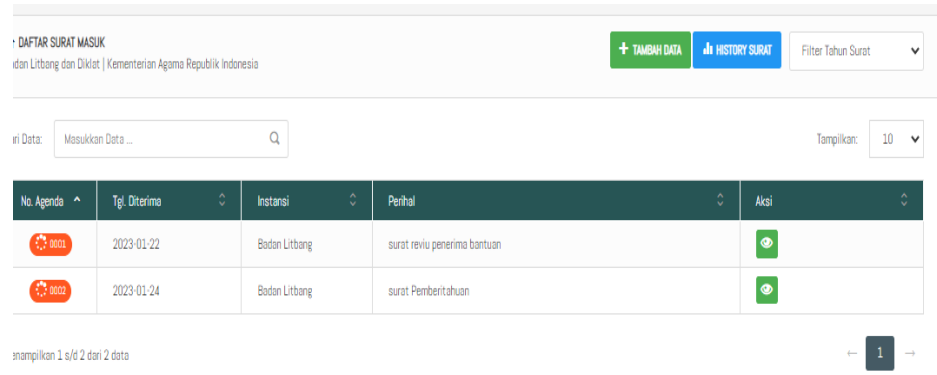 DAFTAR SURAT MASUK
dan Litbang dan Diklat | Kementerian Agama Republik Indonesia
+ TAMBAH DATA
HISTORY SURAT
Filter Tahun Surat
ri Data:
Masukkan Data ...
Tampilkan:
10
No. Agenda
Tgl. Diterima
Instansi
Perihal
Aksi
0001
2023-01-22
Badan Litbang
surat reviu penerima bantuan
0002
2023-01-24
Badan Litbang
surat Pemberitahuan
enampilkan 1 s/d 2 dari 2 data
← 1 →